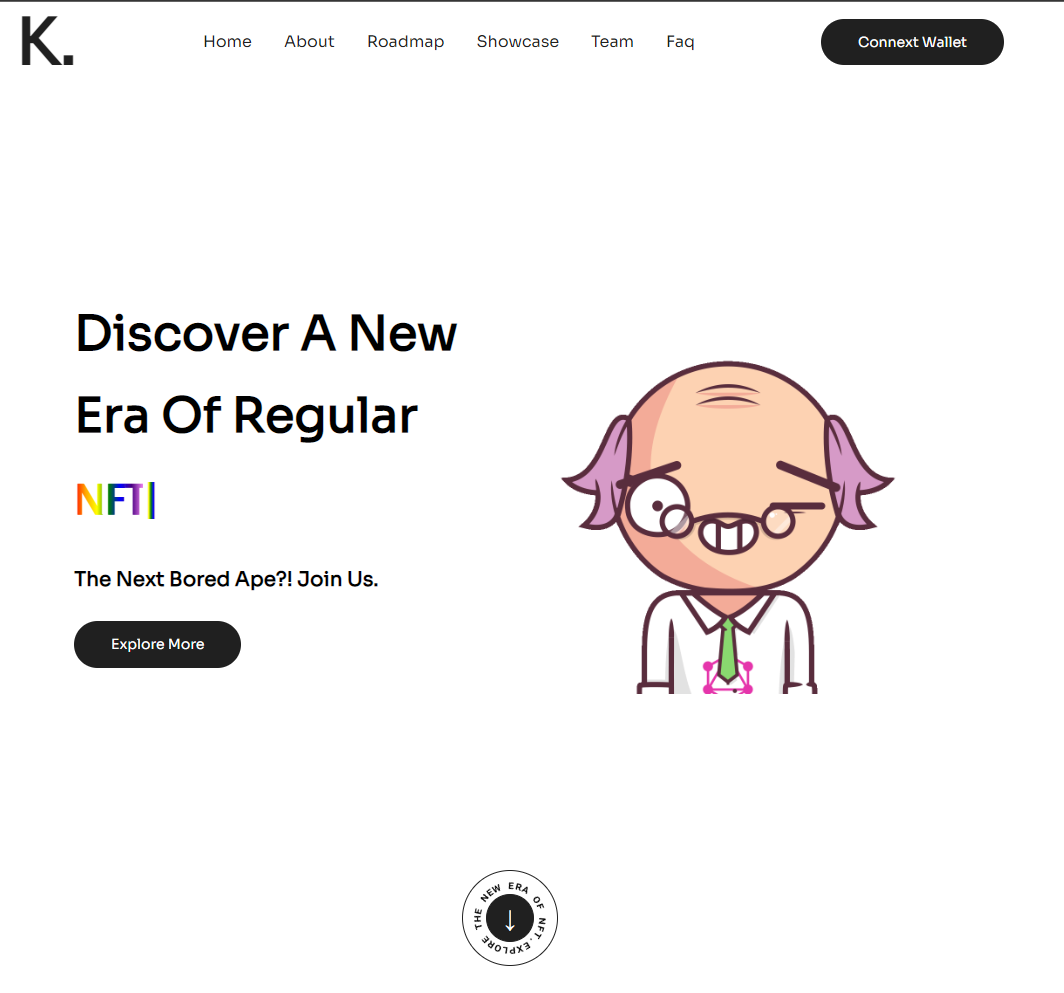 K.
Home
About
Roadmap
Showcase
Team
Faq
Connext Wallet
Discover A New
Era Of Regular
NFT|
The Next Bored Ape?! Join Us.
Explore More
EXPLORE THE NEW ERA OF NFT.